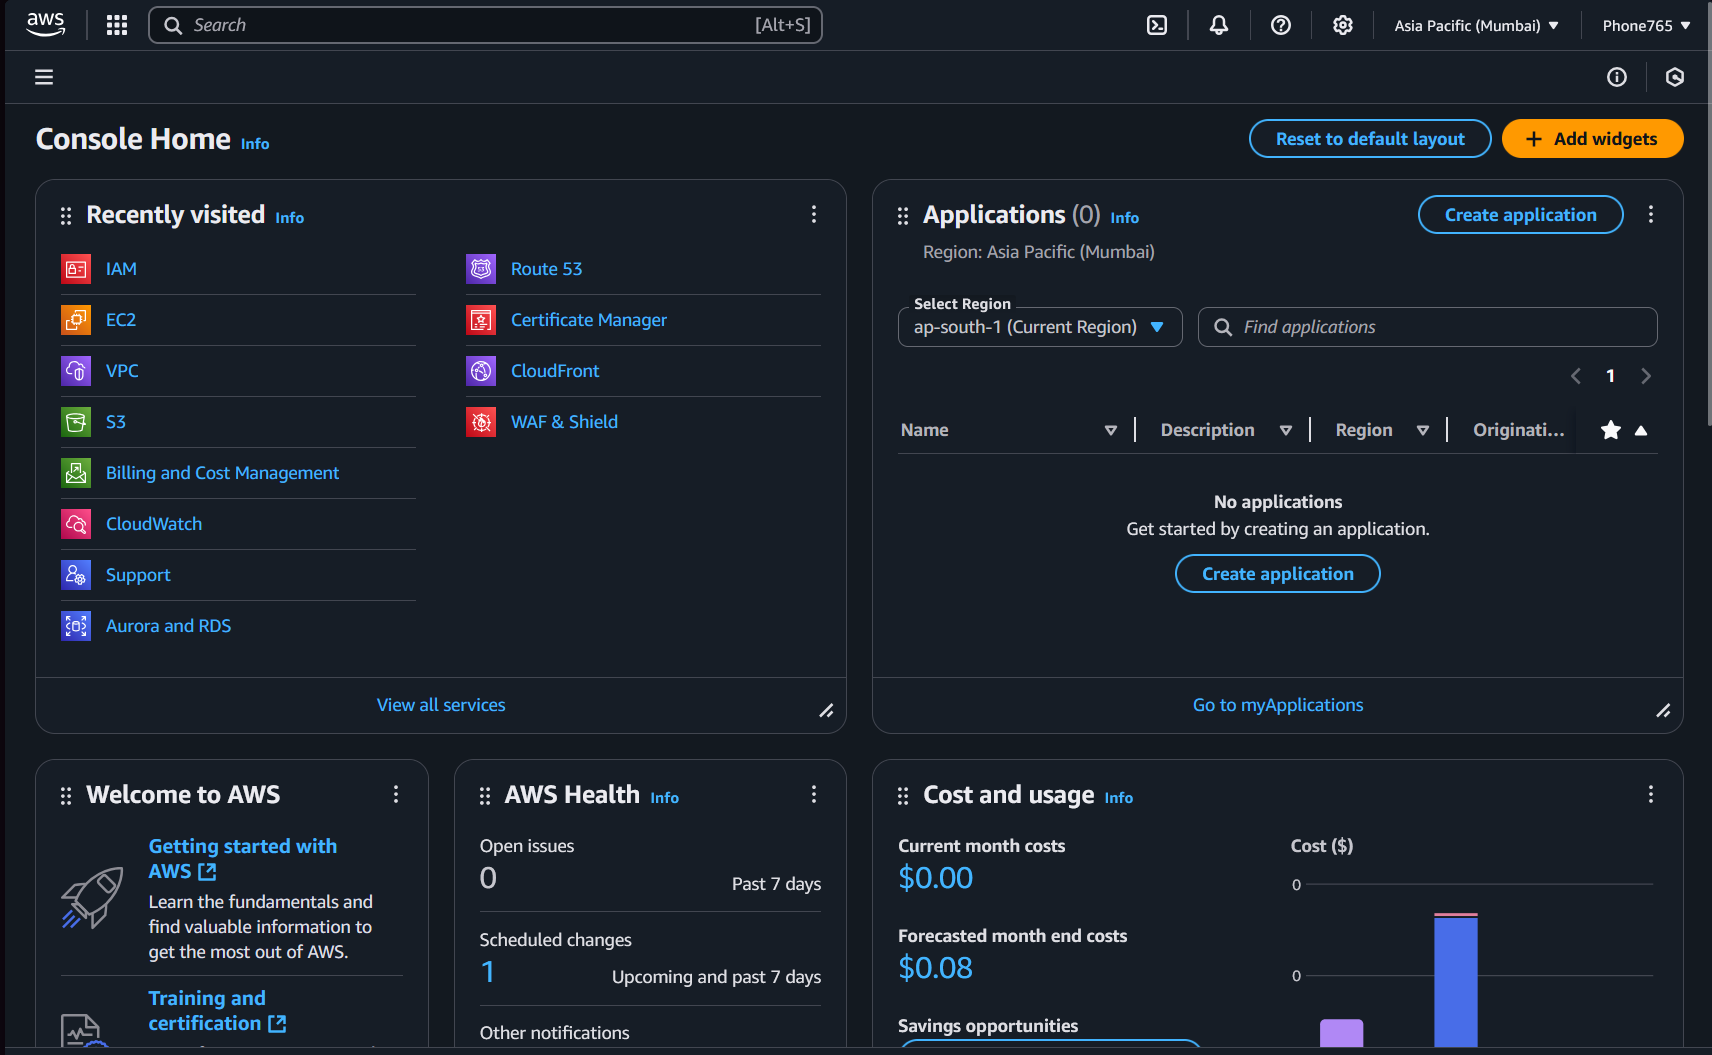 aws
Search
[Alt+S]
Asia Pacific (Mumbai)
Phone765
Console Home Info
Reset to default layout
Add widgets
Recently visited Info
IAM
EC2
VPC
S3
Billing and Cost Management
CloudWatch
Support
Aurora and RDS
Route 53
Certificate Manager
CloudFront
WAF & Shield
View all services
Applications (0) Info
Create application
Region: Asia Pacific (Mumbai)
Select Region
ap-south-1 (Current Region)
Find applications
1
Name Description Region Originati...
No applications
Get started by creating an application.
Create application
Go to myApplications
Welcome to AWS
Getting started with
AWS
Learn the fundamentals and
find valuable information to
get the most out of AWS.
Training and
certification
AWS Health Info
Open issues
0
Past 7 days
Scheduled changes
1
Upcoming and past 7 days
Other notifications
Cost and usage Info
Current month costs
$0.00
Forecasted month end costs
$0.08
Savings opportunities
Cost ($)
0
0